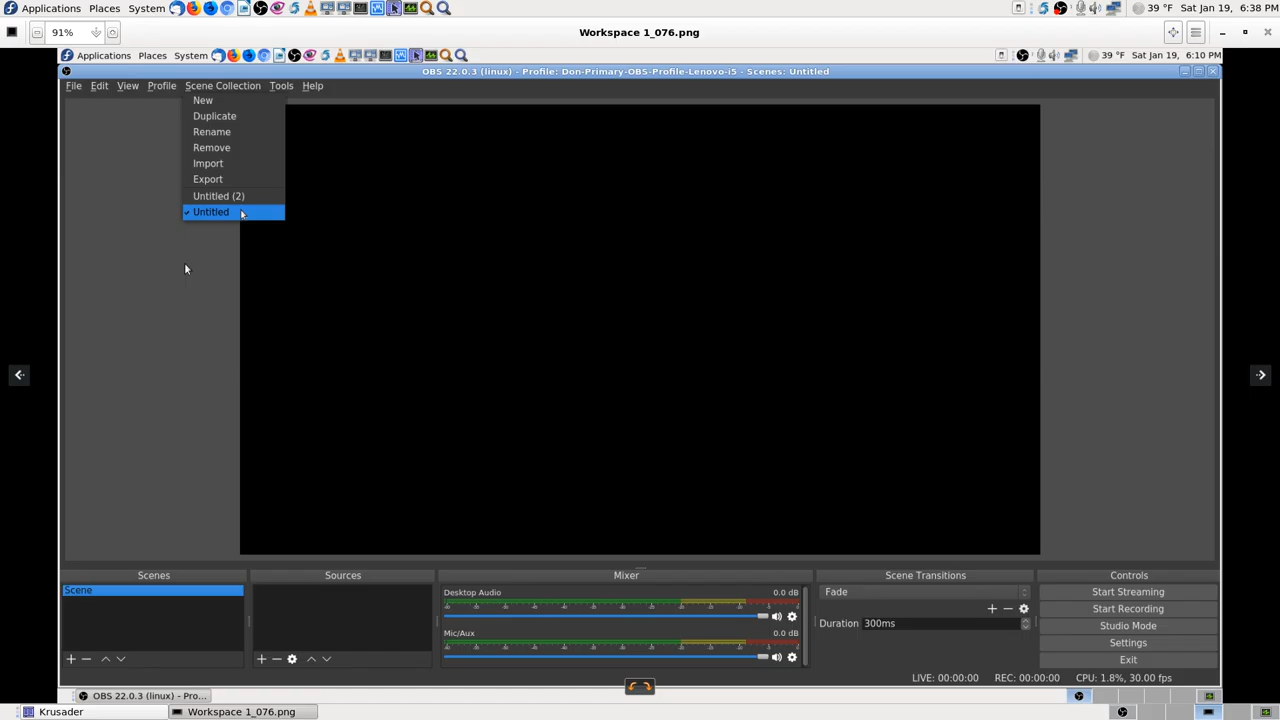 Applications Places System 39 °F Sat Jan 19, 6:38 PM
91% Workspace 1_076.png
Applications Places System 39 °F Sat Jan 19, 6:10 PM
OBS 22.0.3 (linux) - Profile: Don-Primary-OBS-Profile-Lenovo-i5 - Scenes: Untitled
File Edit View Profile Scene Collection Tools Help
New
Duplicate
Rename
Remove
Import
Export
Untitled (2)
Untitled
Scenes Sources Mixer Scene Transitions Controls
Scene
Desktop Audio 0.0 dB
Mic/Aux 0.0 dB
Fade
Duration 300ms
Start Streaming
Start Recording
Studio Mode
Settings
Exit
LIVE: 00:00:00 REC: 00:00:00 CPU: 1.8%, 30.00 fps
OBS 22.0.3 (linux) - Pro...
Krusader Workspace 1_076.png